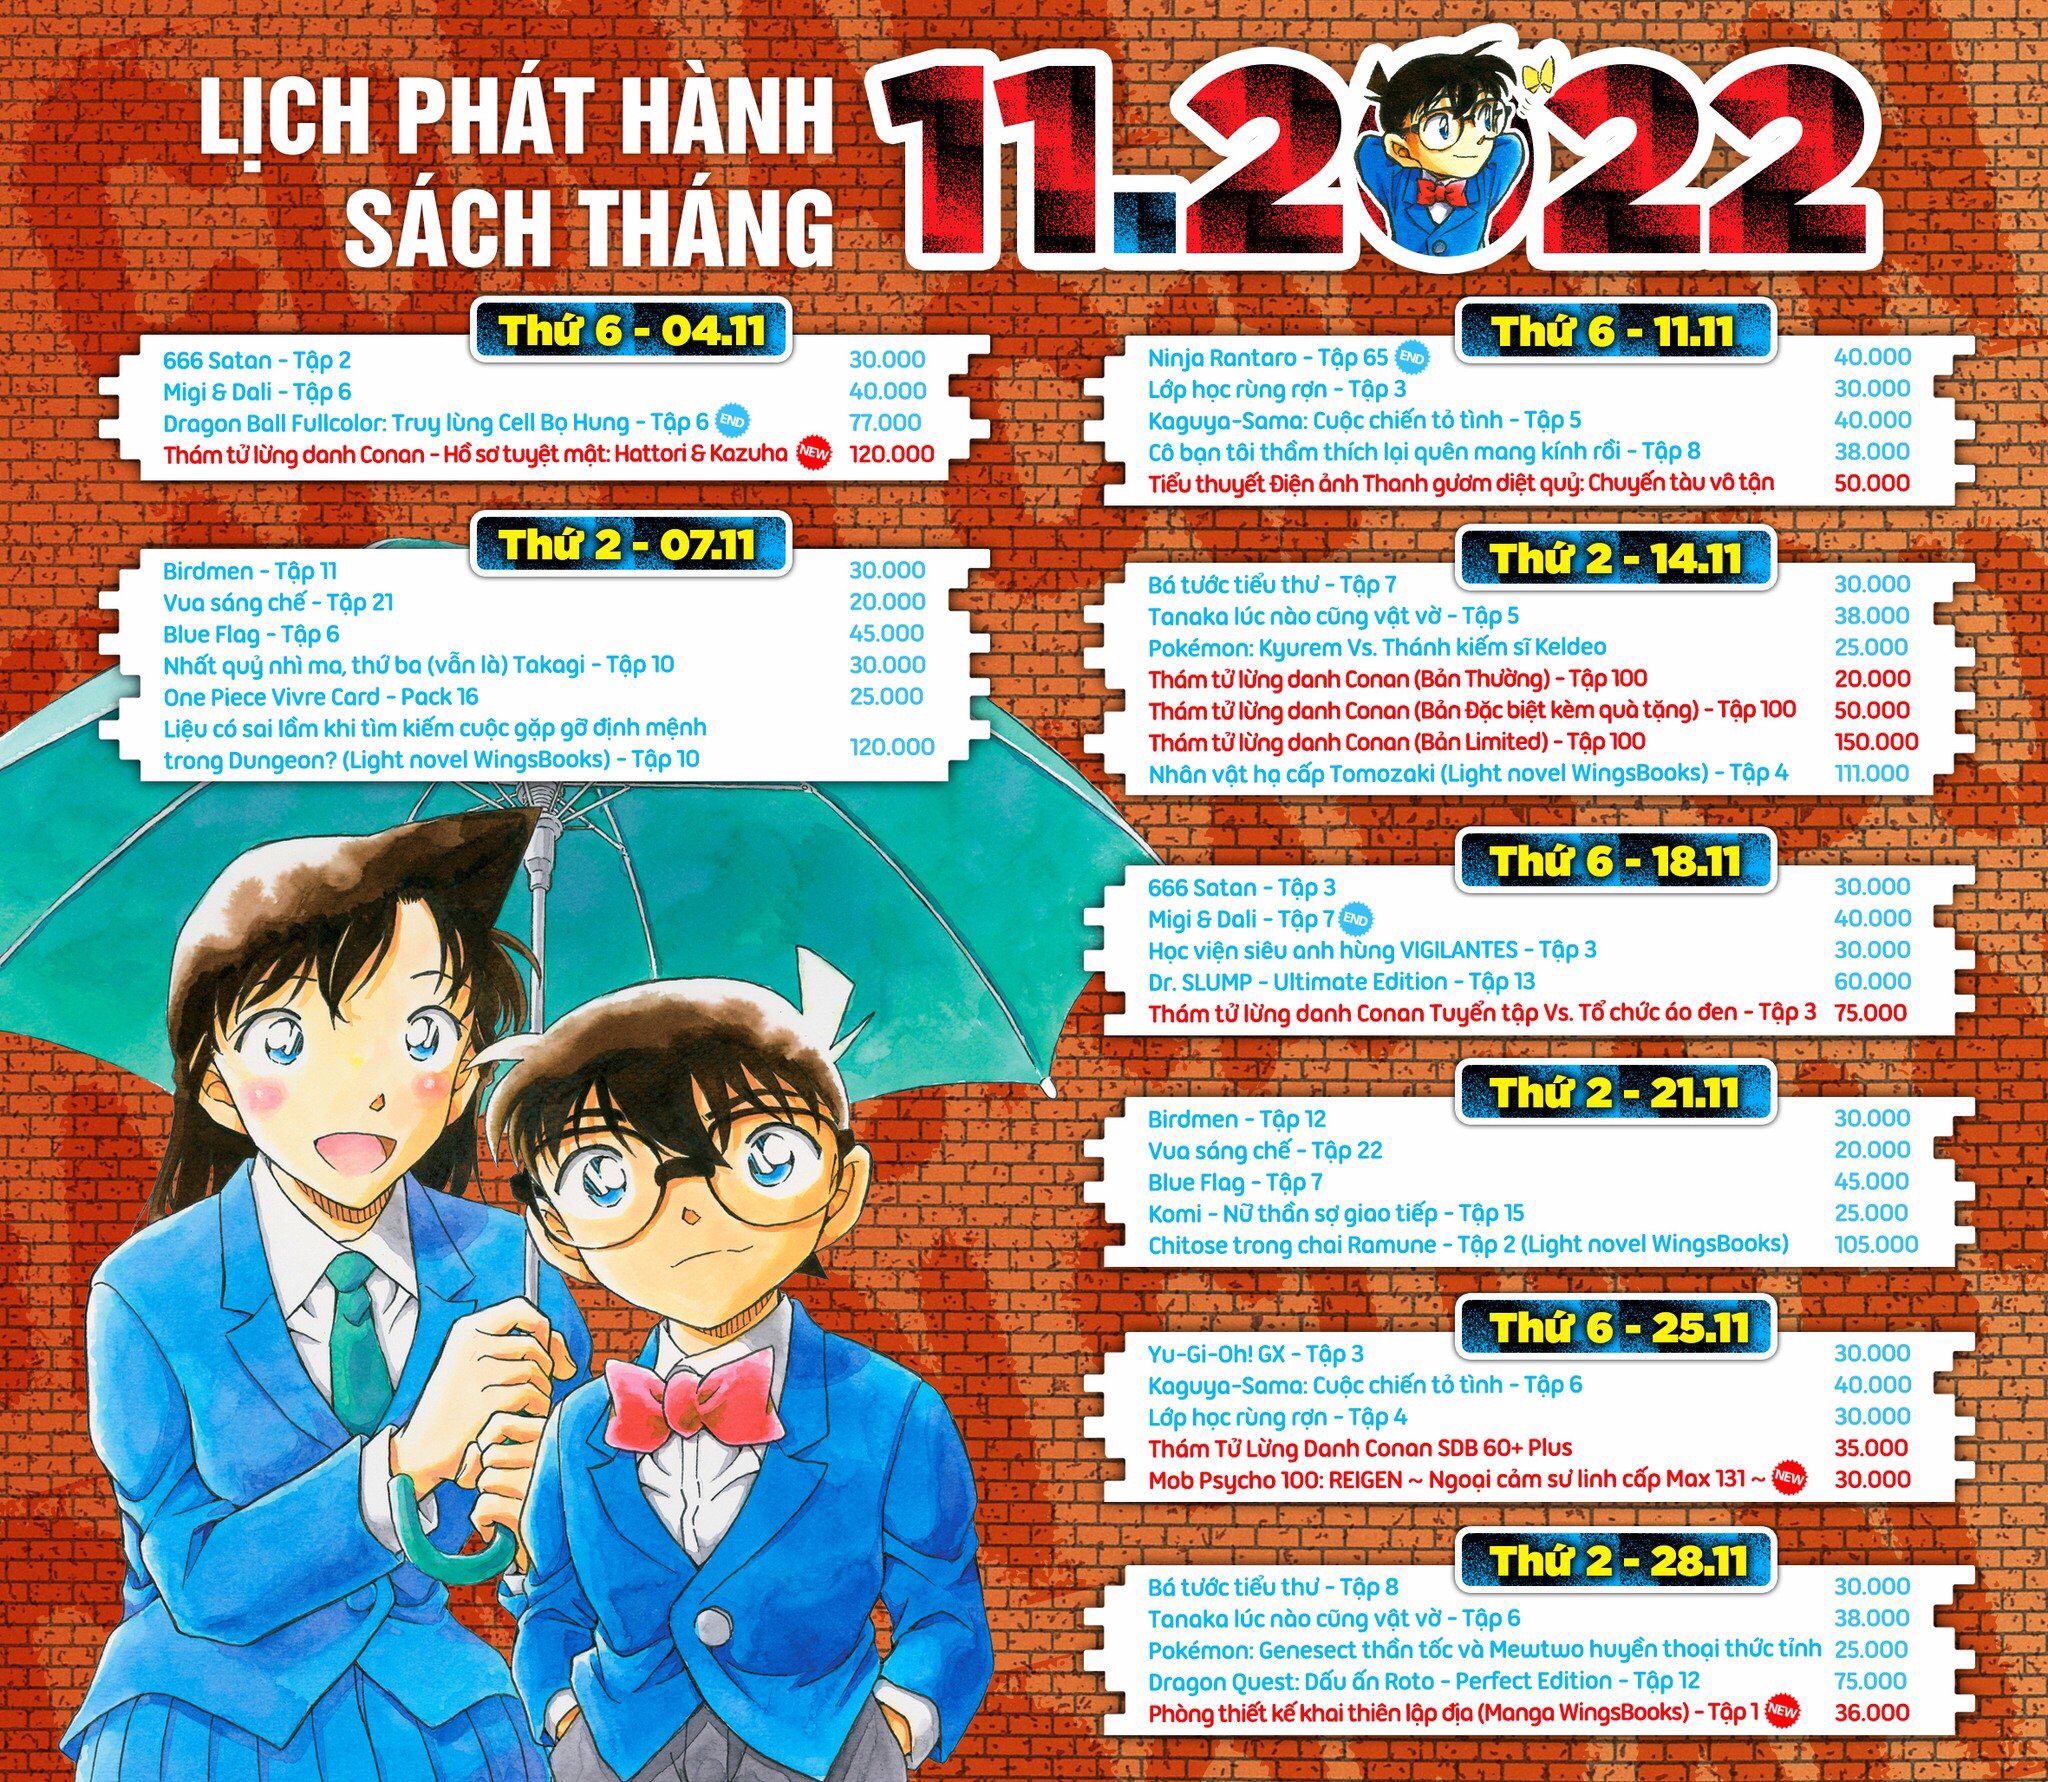 LỊCH PHÁT HÀNH
SÁCH THÁNG
11.2022
Thứ 6 - 04.11
666 Satan - Tập 2 30.000
Migi & Dali - Tập 6 40.000
Dragon Ball Fullcolor: Truy lùng Cell Bọ Hung - Tập 6 END 77.000
Thám tử lừng danh Conan - Hồ sơ tuyệt mật: Hattori & Kazuha NEW 120.000
Thứ 2 - 07.11
Birdmen - Tập 11 30.000
Vua sáng chế - Tập 21 20.000
Blue Flag - Tập 6 45.000
Nhất quỷ nhì ma, thứ ba (vẫn là) Takagi - Tập 10 30.000
One Piece Vivre Card - Pack 16 25.000
Liệu có sai lầm khi tìm kiếm cuộc gặp gỡ định mệnh
trong Dungeon? (Light novel WingsBooks) - Tập 10 120.000
Thứ 6 - 11.11
Ninja Rantaro - Tập 65 END 40.000
Lớp học rùng rợn - Tập 3 30.000
Kaguya-Sama: Cuộc chiến tỏ tình - Tập 5 40.000
Cô bạn tôi thầm thích lại quên mang kính rồi - Tập 8 38.000
Tiểu thuyết Điện ảnh Thanh gươm diệt quỷ: Chuyến tàu vô tận 50.000
Thứ 2 - 14.11
Bá tước tiểu thư - Tập 7 30.000
Tanaka lúc nào cũng vật vờ - Tập 5 38.000
Pokémon: Kyurem Vs. Thánh kiếm sĩ Keldeo 25.000
Thám tử lừng danh Conan (Bản Thường) - Tập 100 20.000
Thám tử lừng danh Conan (Bản Đặc biệt kèm quà tặng) - Tập 100 50.000
Thám tử lừng danh Conan (Bản Limited) - Tập 100 150.000
Nhân vật hạ cấp Tomozaki (Light novel WingsBooks) - Tập 4 111.000
Thứ 6 - 18.11
666 Satan - Tập 3 30.000
Migi & Dali - Tập 7 END 40.000
Học viện siêu anh hùng VIGILANTES - Tập 3 30.000
Dr. SLUMP - Ultimate Edition - Tập 13 60.000
Thám tử lừng danh Conan Tuyển tập Vs. Tổ chức áo đen - Tập 3 75.000
Thứ 2 - 21.11
Birdmen - Tập 12 30.000
Vua sáng chế - Tập 22 20.000
Blue Flag - Tập 7 45.000
Komi - Nữ thần sợ giao tiếp - Tập 15 25.000
Chitose trong chai Ramune - Tập 2 (Light novel WingsBooks) 105.000
Thứ 6 - 25.11
Yu-Gi-Oh! GX - Tập 3 30.000
Kaguya-Sama: Cuộc chiến tỏ tình - Tập 6 40.000
Lớp học rùng rợn - Tập 4 30.000
Thám Tử Lừng Danh Conan SDB 60+ Plus 35.000
Mob Psycho 100: REIGEN ~ Ngoại cảm sư linh cấp Max 131 ~ NEW 30.000
Thứ 2 - 28.11
Bá tước tiểu thư - Tập 8 30.000
Tanaka lúc nào cũng vật vờ - Tập 6 38.000
Pokémon: Genesect thần tốc và Mewtwo huyền thoại thức tỉnh 25.000
Dragon Quest: Dấu ấn Roto - Perfect Edition - Tập 12 75.000
Phòng thiết kế khai thiên lập địa (Manga WingsBooks) - Tập 1 NEW 36.000